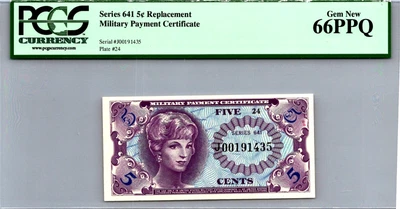 PCGS
CURRENCY
www.pcgscurrency.com
Series 641 5¢ Replacement
Military Payment Certificate
Serial#J00191435
Plate #24
Gem New
66PPQ
MILITARY PAYMENT CERTIFICATE
FIVE 24
SERIES 641
J00191435
5 5
CENTS